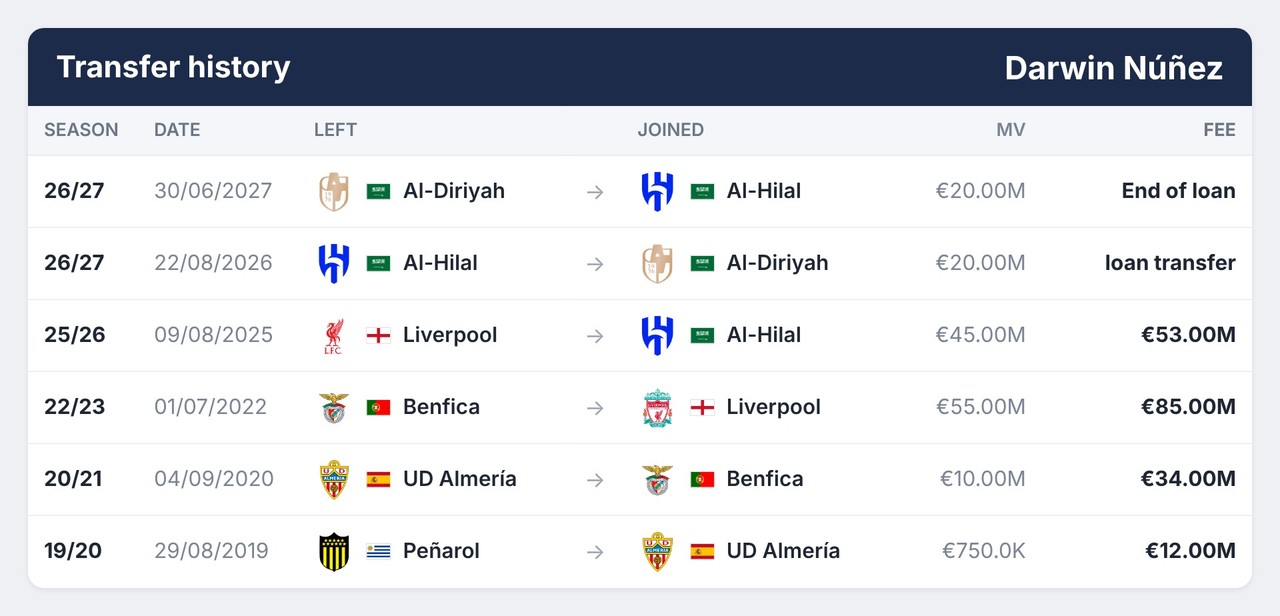 Transfer history Darwin Núñez
SEASON DATE LEFT JOINED MV FEE
26/27 30/06/2027 Al-Diriyah → Al-Hilal €20.00M End of loan
26/27 22/08/2026 Al-Hilal → Al-Diriyah €20.00M loan transfer
25/26 09/08/2025 L.F.C. Liverpool → Al-Hilal €45.00M €53.00M
22/23 01/07/2022 Benfica → Liverpool €55.00M €85.00M
20/21 04/09/2020 UD ALMERIA UD Almería → Benfica €10.00M €34.00M
19/20 29/08/2019 Peñarol → UD ALMERIA UD Almería €750.0K €12.00M